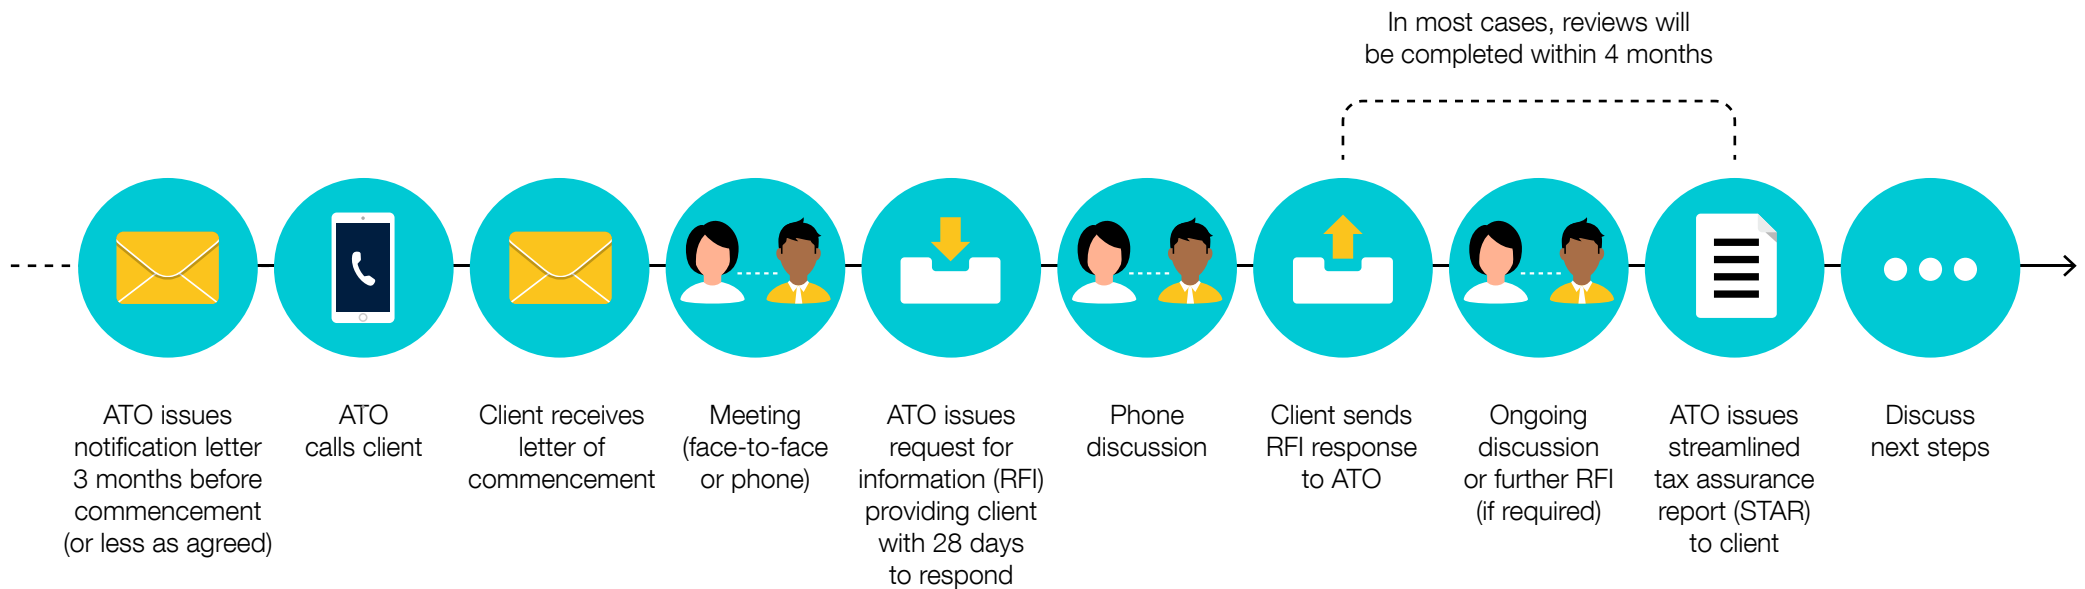 In most cases, reviews will
be completed within 4 months
ATO issues
notification letter
3 months before
commencement
(or less as agreed)
ATO
calls client
Client receives
letter of
commencement
Meeting
(face-to-face
or phone)
ATO issues
request for
information (RFI)
providing client
with 28 days
to respond
Phone
discussion
Client sends
RFI response
to ATO
Ongoing
discussion
or further RFI
(if required)
ATO issues
streamlined
tax assurance
report (STAR)
to client
Discuss
next steps